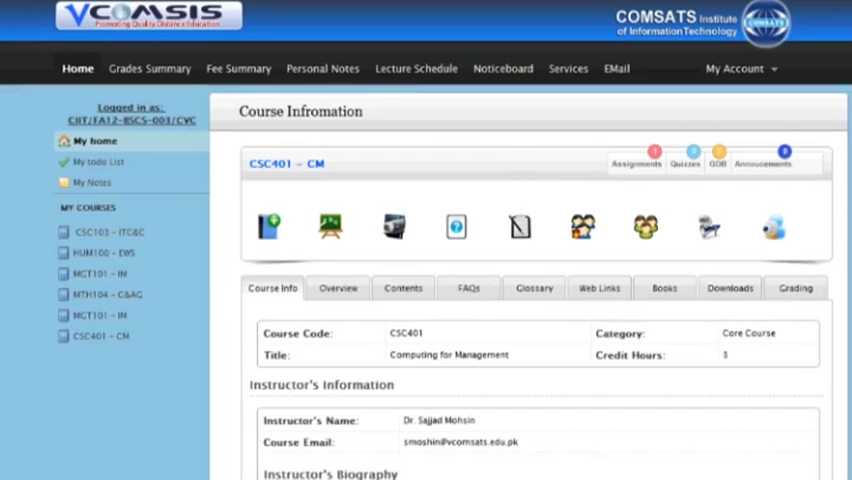 VCOMSIS
Promoting Quality Distance Education
COMSATS Institute
of Information Technology
COMSATS
Home Grades Summary Fee Summary Personal Notes Lecture Schedule Noticeboard Services EMail My Account
Logged in as:
CIIT/FA12-BSCS-003/CVC
My home
My todo List
My Notes
MY COURSES
CSC103 - ITC&C
HUM100 - EWS
MGT101 - IM
MTH104 - C&AG
MGT101 - IM
CSC401 - CM
Course Infromation
CSC401 - CM
Assignments Quizzes GDB Annoucements
Course Info Overview Contents FAQs Glossary Web Links Books Downloads Grading
Course Code: CSC401 Category: Core Course
Title: Computing for Management Credit Hours: 3
Instructor's Information
Instructor's Name: Dr. Sajjad Mohsin
Course Email: smoshin@vcomsats.edu.pk
Instructor's Biography